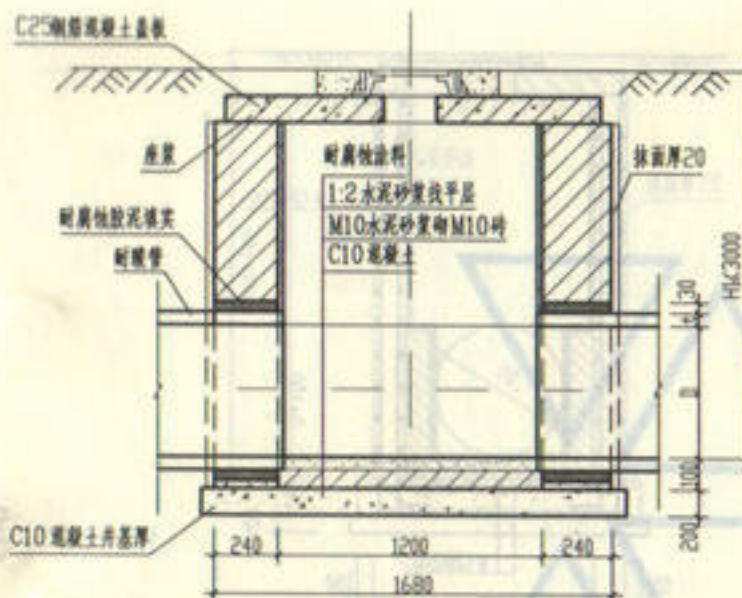 C25钢筋混凝土盖板
座浆
耐腐蚀涂料
1:2水泥砂浆找平层
M10水泥砂浆砌M10砖
C10混凝土
抹面厚20
耐腐蚀胶泥填实
耐酸管
30
t
D
100
200
C10混凝土井基厚
240
1200
240
1680